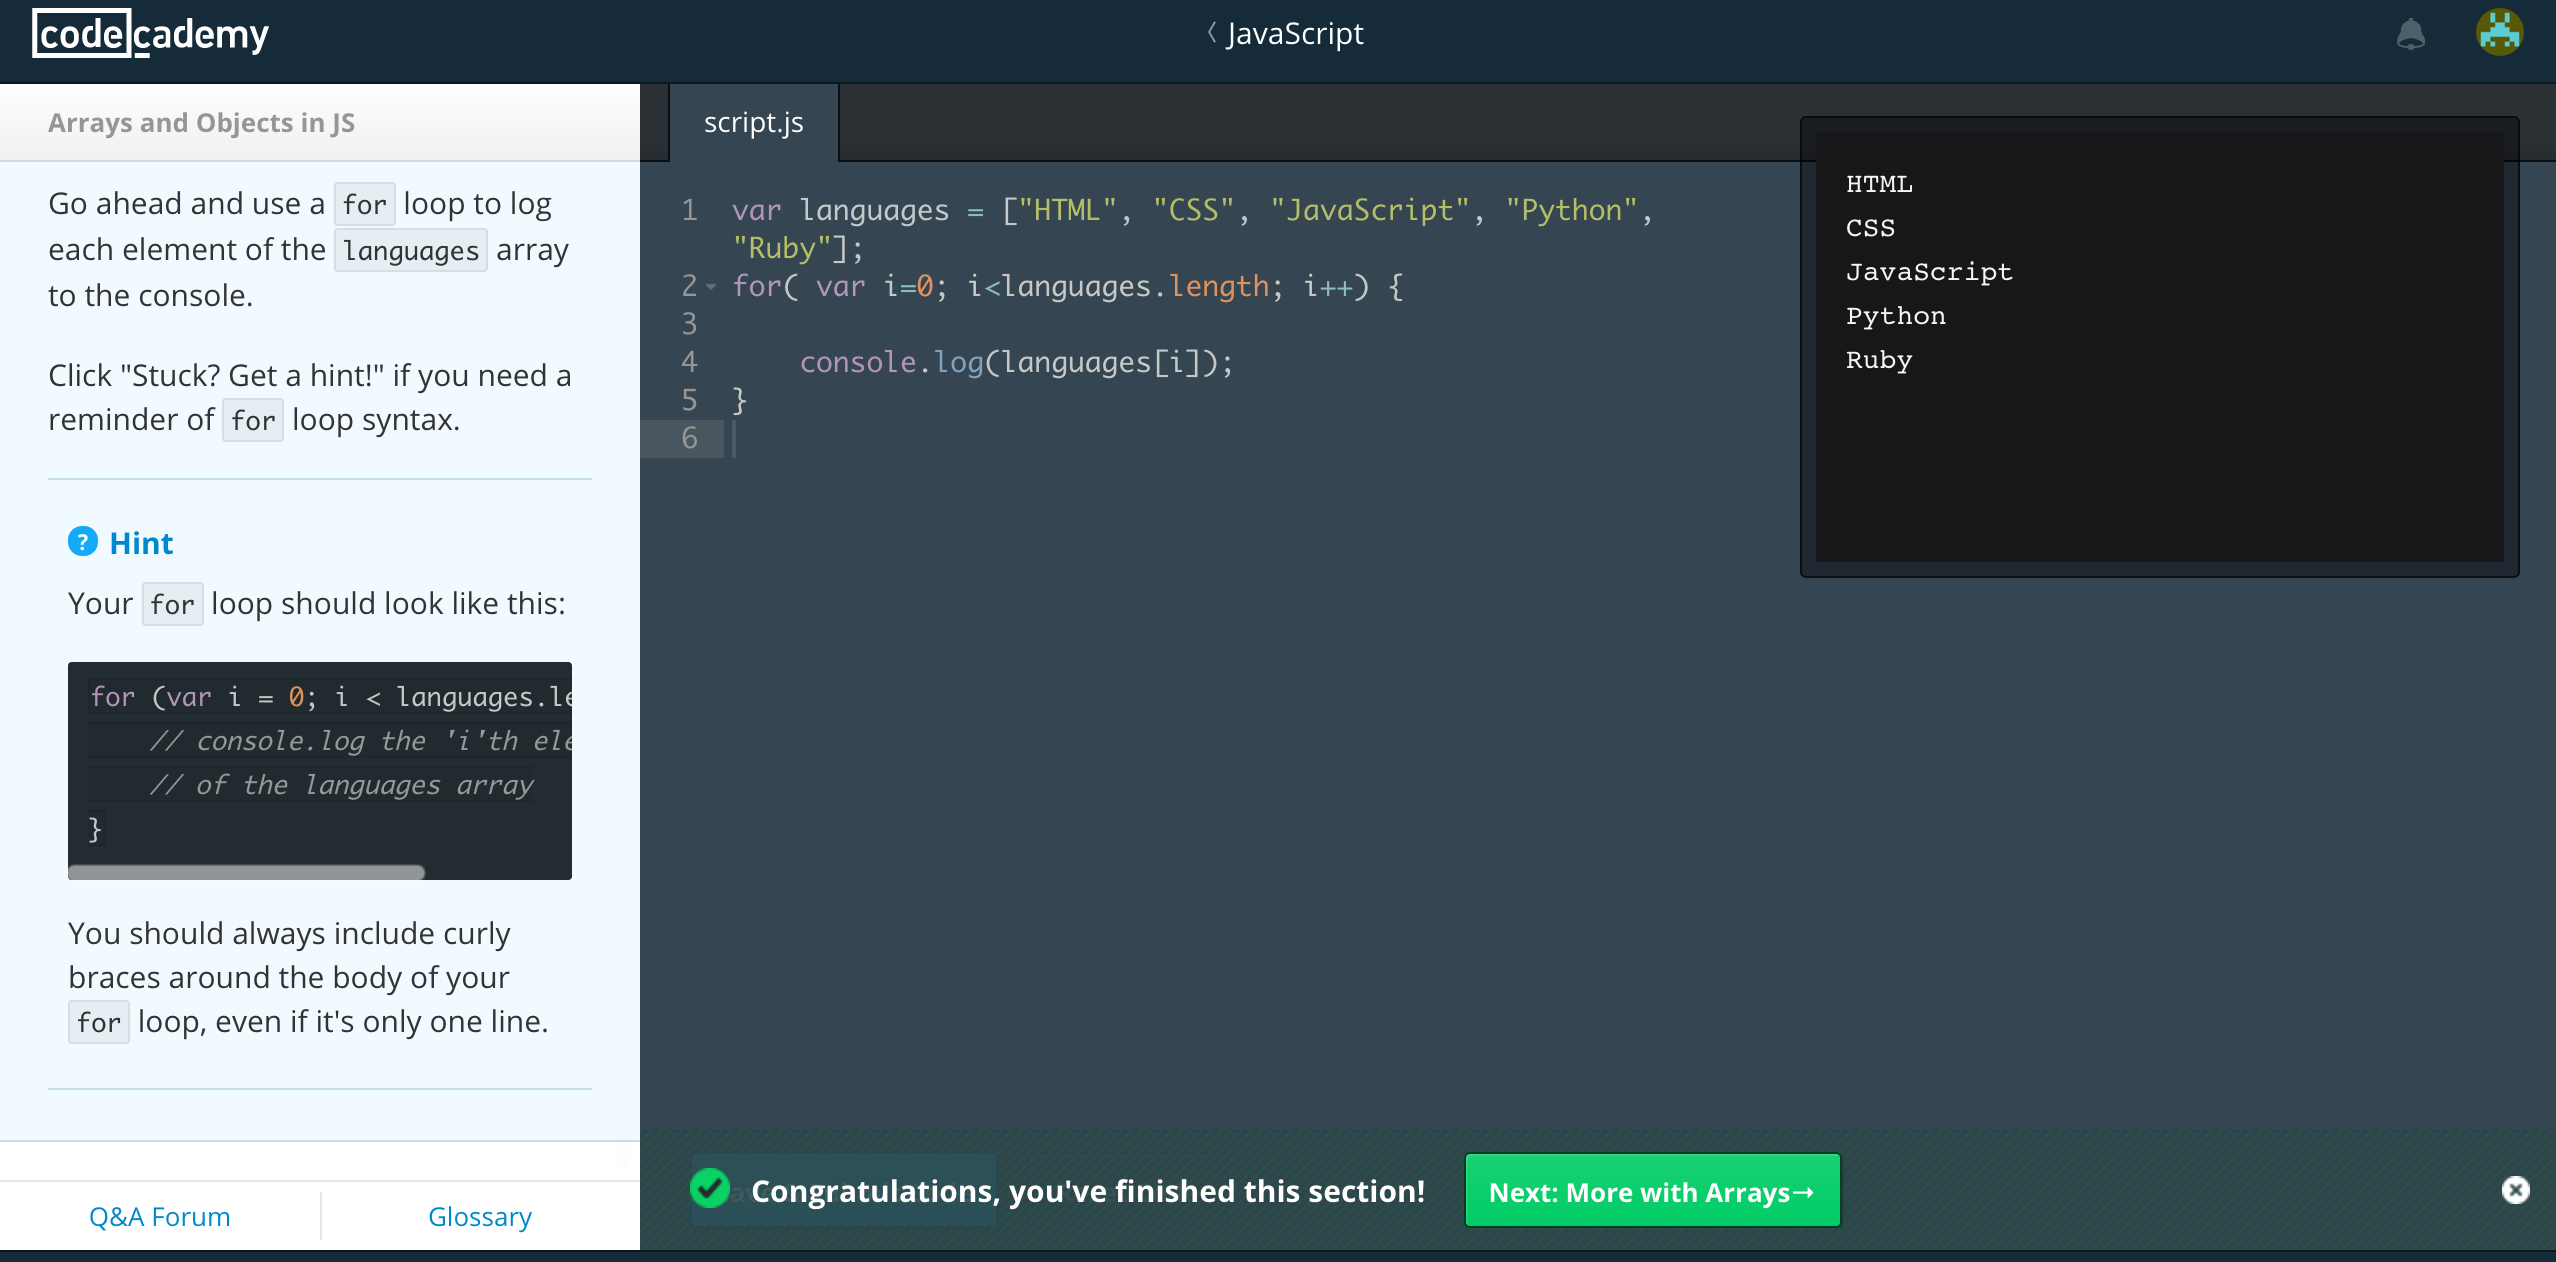 codecademy
JavaScript
Arrays and Objects in JS
Go ahead and use a for loop to log
each element of the languages array
to the console.
Click "Stuck? Get a hint!" if you need a
reminder of for loop syntax.
? Hint
Your for loop should look like this:
for (var i = 0; i < languages.le
// console.log the 'i'th ele
// of the languages array
}
You should always include curly
braces around the body of your
for loop, even if it's only one line.
Q&A Forum
Glossary
script.js
1 var languages = ["HTML", "CSS", "JavaScript", "Python",
"Ruby"];
2 for( var i=0; i<languages.length; i++) {
3
4 console.log(languages[i]);
5 }
6
HTML
CSS
JavaScript
Python
Ruby
Congratulations, you've finished this section!
Next: More with Arrays→